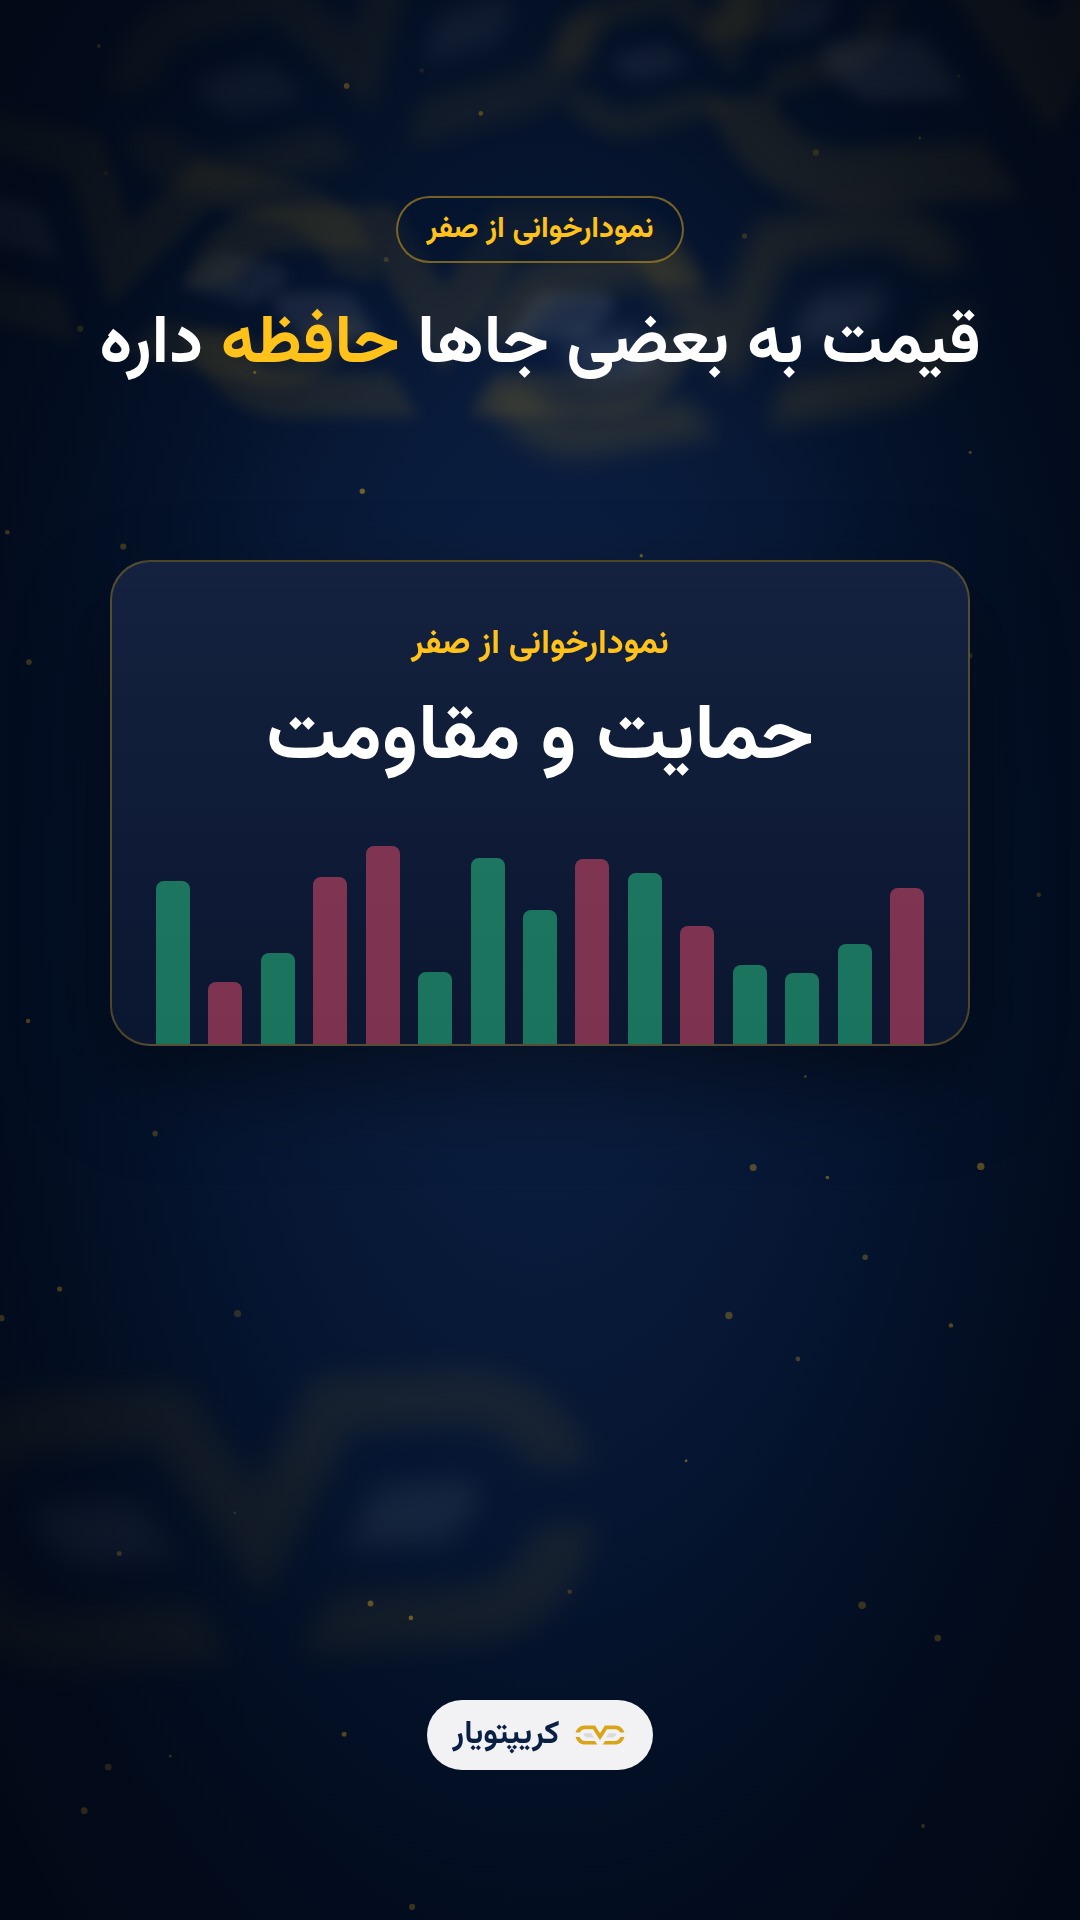 نمودارخوانی از صفر
قیمت به بعضی جاها حافظه داره
نمودارخوانی از صفر
حمایت و مقاومت
کریپتویار